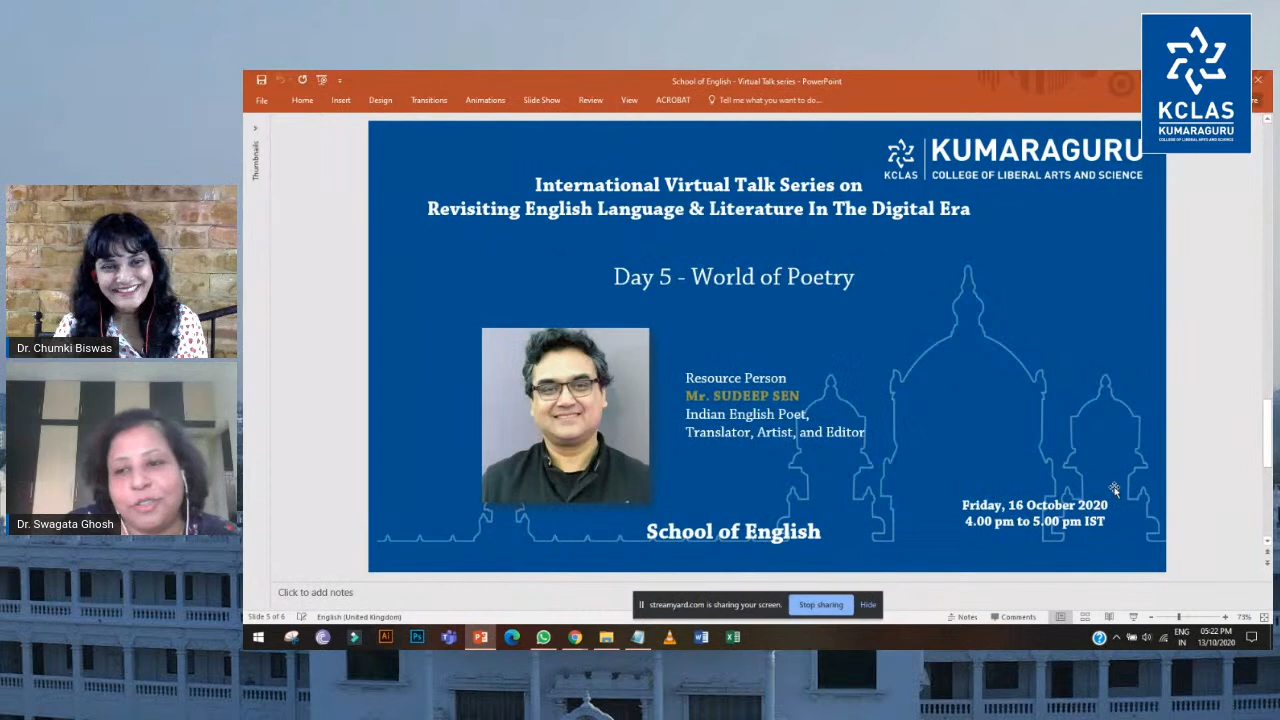 KCLAS
KUMARAGURU
COLLEGE OF LIBERAL ARTS AND SCIENCE
School of English - Virtual Talk series - PowerPoint
File Home Insert Design Transitions Animations Slide Show Review View ACROBAT Tell me what you want to do...
Thumbnails
KCLAS
KUMARAGURU
COLLEGE OF LIBERAL ARTS AND SCIENCE
International Virtual Talk Series on
Revisiting English Language & Literature In The Digital Era
Day 5 - World of Poetry
Resource Person
Mr. SUDEEP SEN
Indian English Poet,
Translator, Artist, and Editor
Friday, 16 October 2020
4.00 pm to 5.00 pm IST
School of English
Dr. Chumki Biswas
Dr. Swagata Ghosh
Click to add notes
streamyard.com is sharing your screen. Stop sharing Hide
Slide 5 of 6 English (United Kingdom) Notes Comments 73%
ENG
IN
05:22 PM
13/10/2020